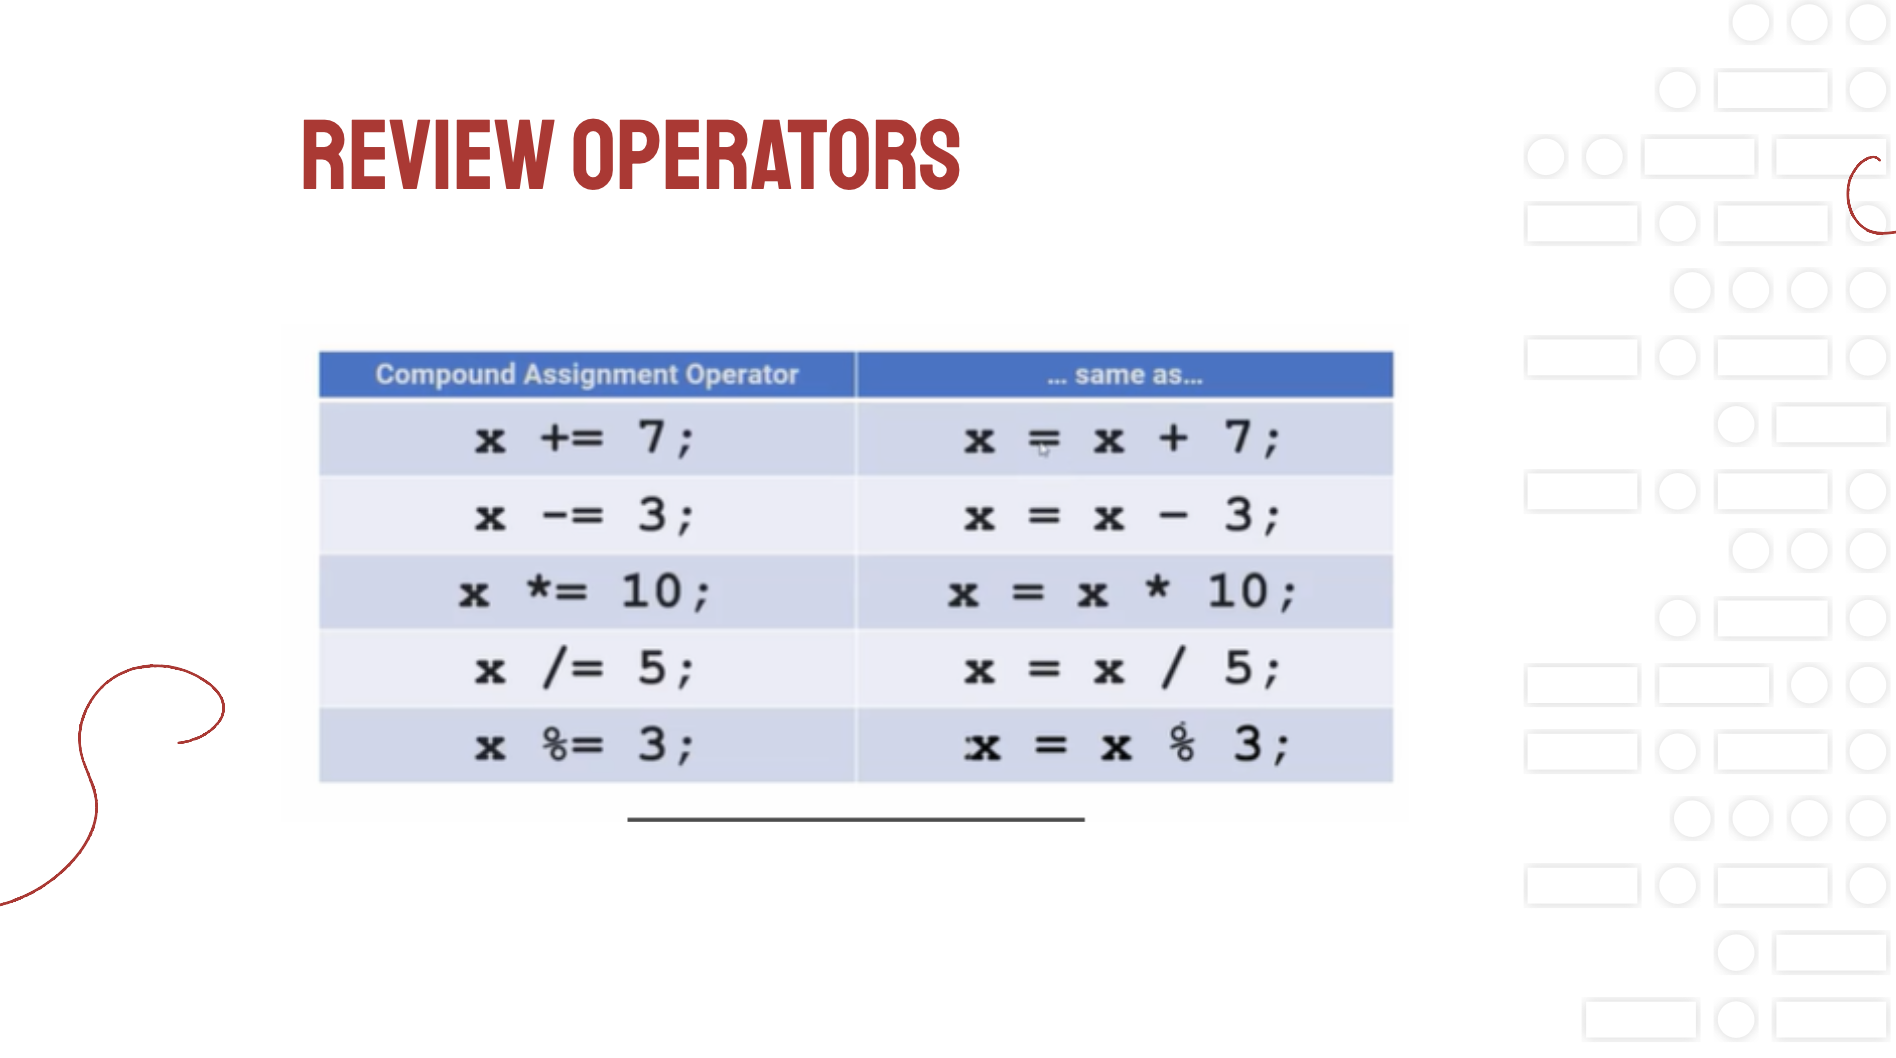 REVIEW OPERATORS
Compound Assignment Operator ... same as...
x += 7; x = x + 7;
x -= 3; x = x - 3;
x *= 10; x = x * 10;
x /= 5; x = x / 5;
x %= 3; x = x % 3;